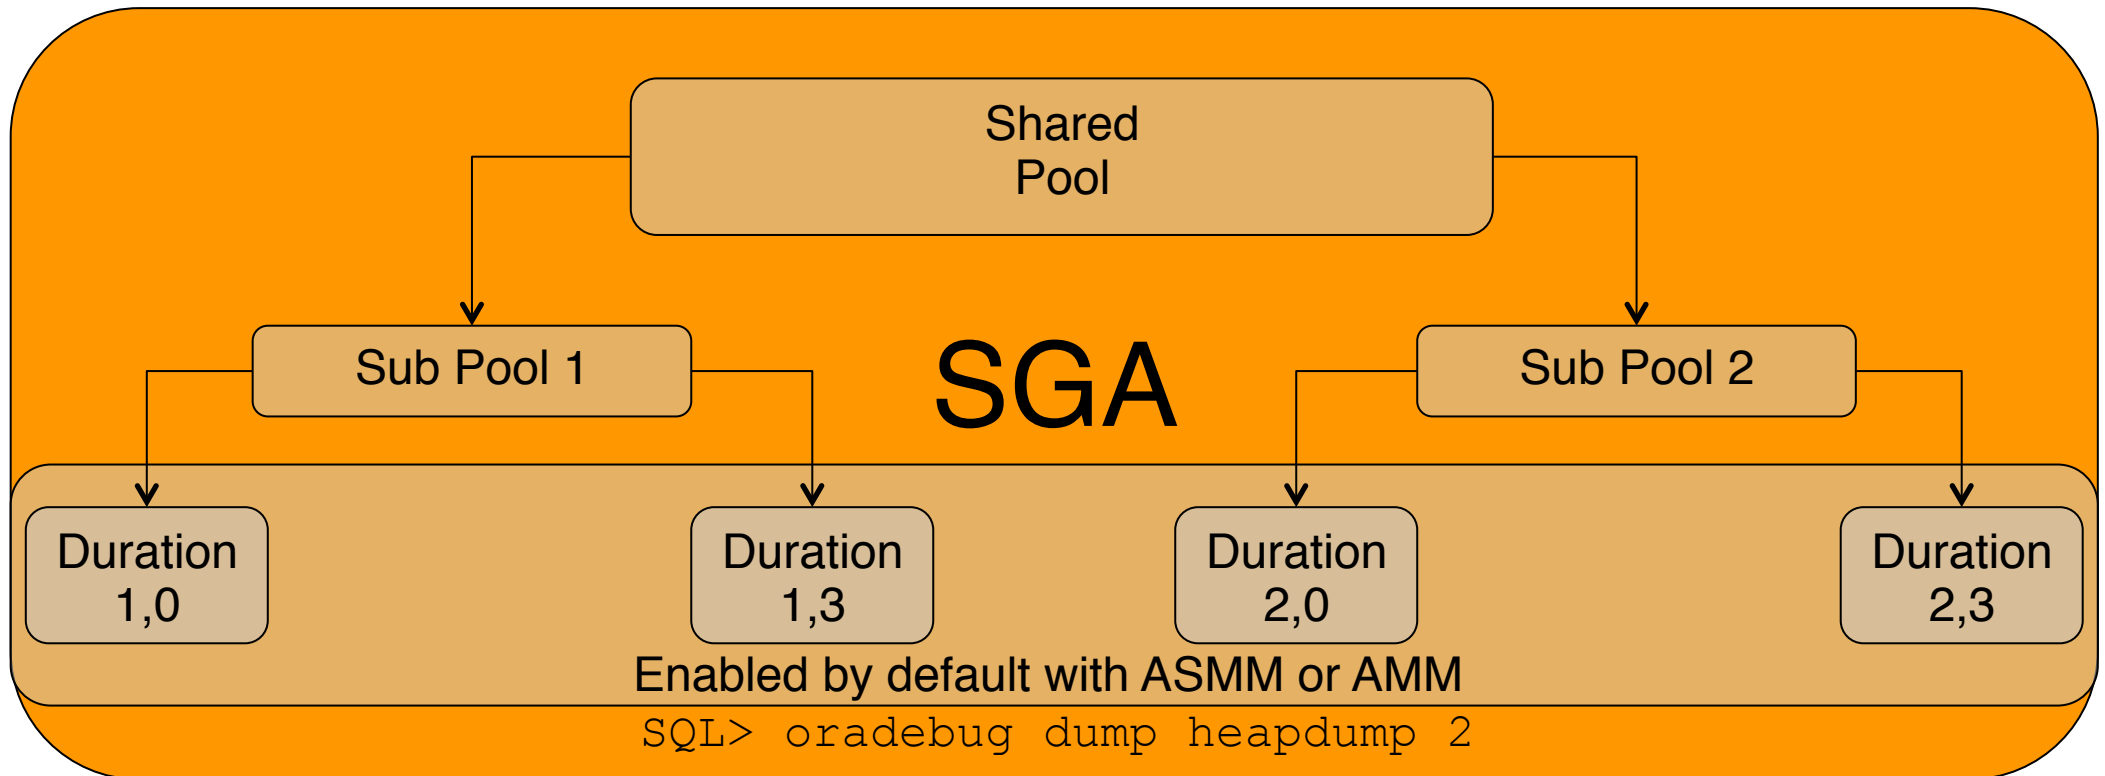 Shared
Pool
Sub Pool 1
SGA
Sub Pool 2
Duration
1,0
Duration
1,3
Duration
2,0
Duration
2,3
Enabled by default with ASMM or AMM
SQL> oradebug dump heapdump 2